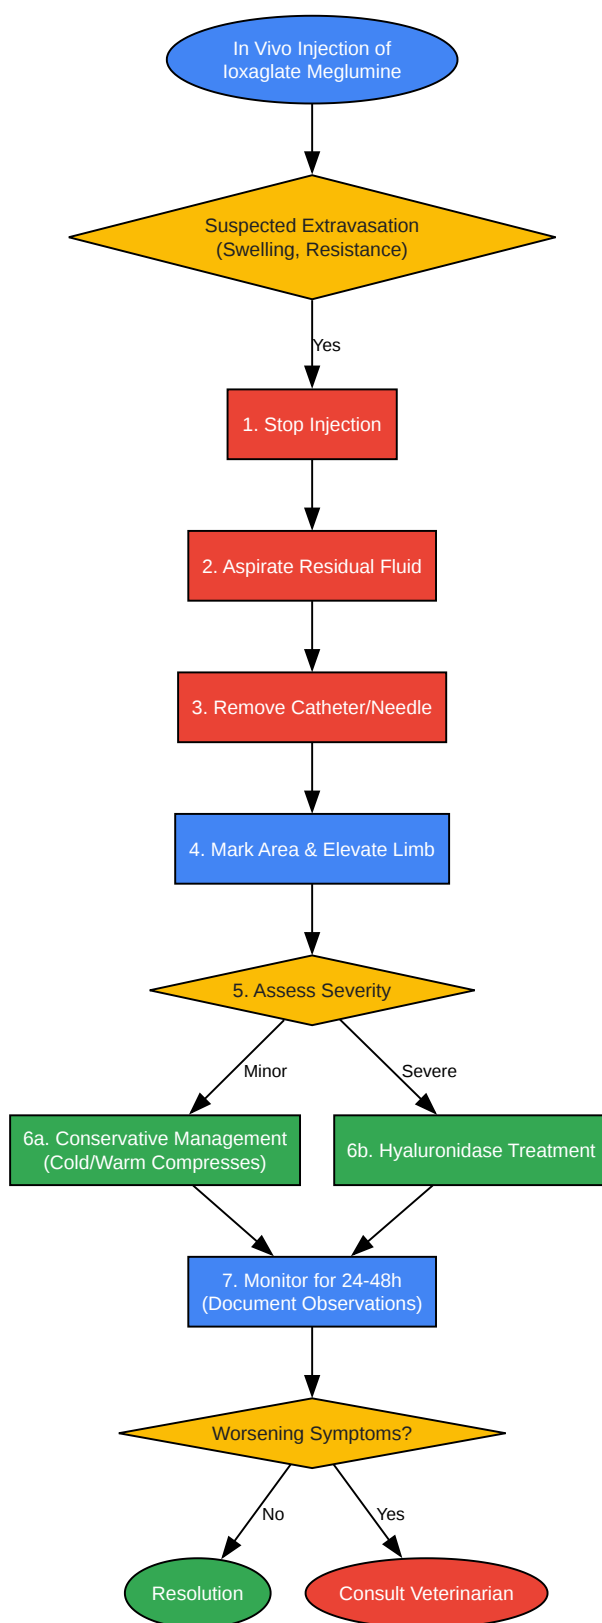 In Vivo Injection of
Ioxaglate Meglumine
Suspected Extravasation
(Swelling, Resistance)
Yes
1. Stop Injection
2. Aspirate Residual Fluid
3. Remove Catheter/Needle
4. Mark Area & Elevate Limb
5. Assess Severity
Minor
Severe
6a. Conservative Management
(Cold/Warm Compresses)
6b. Hyaluronidase Treatment
7. Monitor for 24-48h
(Document Observations)
Worsening Symptoms?
No
Yes
Resolution
Consult Veterinarian